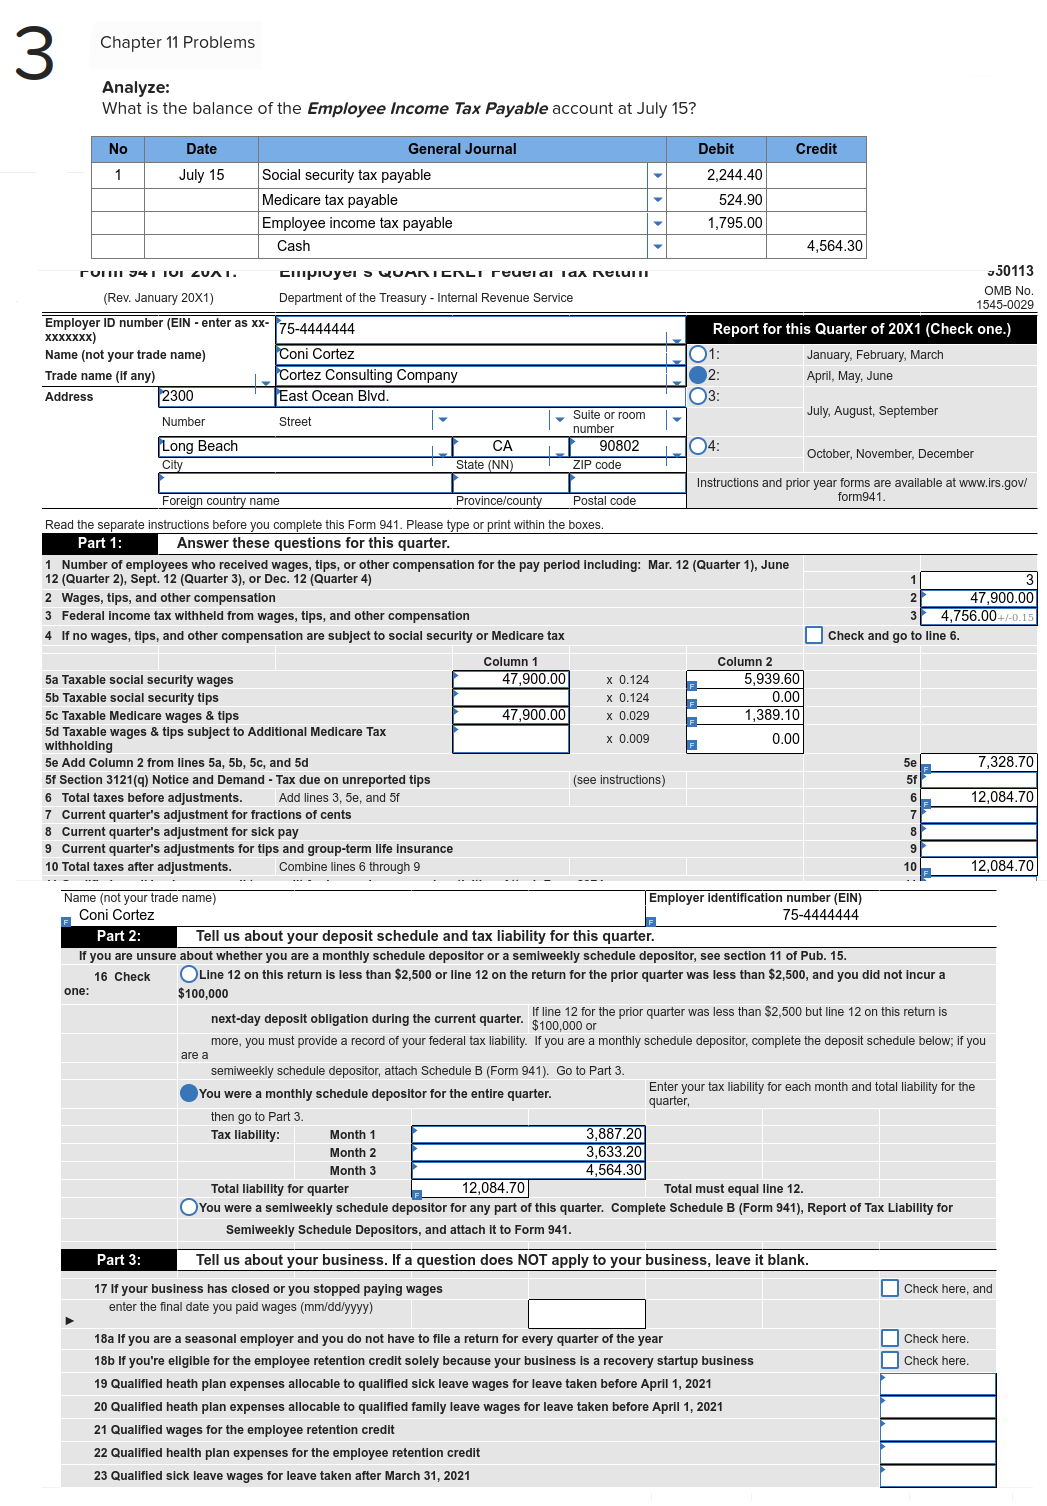 3
Chapter 11 Problems
Analyze:
What is the balance of the Employee Income Tax Payable account at July 15?
No Date General Journal Debit Credit
1 July 15 Social security tax payable 2,244.40
Medicare tax payable 524.90
Employee income tax payable 1,795.00
Cash 4,564.30
Form 941 for 20X1: Employer's QUARTERLY Federal Tax Return 950113
(Rev. January 20X1) Department of the Treasury - Internal Revenue Service OMB No. 1545-0029
Employer ID number (EIN - enter as xx-xxxxxxx) 75-4444444 Report for this Quarter of 20X1 (Check one.)
Name (not your trade name) Coni Cortez 1: January, February, March
Trade name (if any) Cortez Consulting Company 2: April, May, June
Address 2300 East Ocean Blvd. 3: July, August, September
Number Street Suite or room number
Long Beach CA 90802 4: October, November, December
City State (NN) ZIP code
Instructions and prior year forms are available at www.irs.gov/form941.
Foreign country name Province/county Postal code
Read the separate instructions before you complete this Form 941. Please type or print within the boxes.
Part 1: Answer these questions for this quarter.
1 Number of employees who received wages, tips, or other compensation for the pay period including: Mar. 12 (Quarter 1), June
12 (Quarter 2), Sept. 12 (Quarter 3), or Dec. 12 (Quarter 4) 1 3
2 Wages, tips, and other compensation 2 47,900.00
3 Federal income tax withheld from wages, tips, and other compensation 3 4,756.00 +/-0.15
4 If no wages, tips, and other compensation are subject to social security or Medicare tax Check and go to line 6.
Column 1 Column 2
5a Taxable social security wages 47,900.00 x 0.124 5,939.60
5b Taxable social security tips x 0.124 0.00
5c Taxable Medicare wages & tips 47,900.00 x 0.029 1,389.10
5d Taxable wages & tips subject to Additional Medicare Tax withholding x 0.009 0.00
5e Add Column 2 from lines 5a, 5b, 5c, and 5d 5e 7,328.70
5f Section 3121(q) Notice and Demand - Tax due on unreported tips (see instructions) 5f
6 Total taxes before adjustments. Add lines 3, 5e, and 5f 6 12,084.70
7 Current quarter's adjustment for fractions of cents 7
8 Current quarter's adjustment for sick pay 8
9 Current quarter's adjustments for tips and group-term life insurance 9
10 Total taxes after adjustments. Combine lines 6 through 9 10 12,084.70
Name (not your trade name) Employer identification number (EIN)
Coni Cortez 75-4444444
Part 2: Tell us about your deposit schedule and tax liability for this quarter.
If you are unsure about whether you are a monthly schedule depositor or a semiweekly schedule depositor, see section 11 of Pub. 15.
16 Check one: Line 12 on this return is less than $2,500 or line 12 on the return for the prior quarter was less than $2,500, and you did not incur a
$100,000
next-day deposit obligation during the current quarter. If line 12 for the prior quarter was less than $2,500 but line 12 on this return is $100,000 or
more, you must provide a record of your federal tax liability. If you are a monthly schedule depositor, complete the deposit schedule below; if you
are a
semiweekly schedule depositor, attach Schedule B (Form 941). Go to Part 3.
You were a monthly schedule depositor for the entire quarter. Enter your tax liability for each month and total liability for the quarter,
then go to Part 3.
Tax liability: Month 1 3,887.20
Month 2 3,633.20
Month 3 4,564.30
Total liability for quarter 12,084.70 Total must equal line 12.
You were a semiweekly schedule depositor for any part of this quarter. Complete Schedule B (Form 941), Report of Tax Liability for
Semiweekly Schedule Depositors, and attach it to Form 941.
Part 3: Tell us about your business. If a question does NOT apply to your business, leave it blank.
17 If your business has closed or you stopped paying wages Check here, and
enter the final date you paid wages (mm/dd/yyyy)
18a If you are a seasonal employer and you do not have to file a return for every quarter of the year Check here.
18b If you're eligible for the employee retention credit solely because your business is a recovery startup business Check here.
19 Qualified heath plan expenses allocable to qualified sick leave wages for leave taken before April 1, 2021
20 Qualified heath plan expenses allocable to qualified family leave wages for leave taken before April 1, 2021
21 Qualified wages for the employee retention credit
22 Qualified health plan expenses for the employee retention credit
23 Qualified sick leave wages for leave taken after March 31, 2021